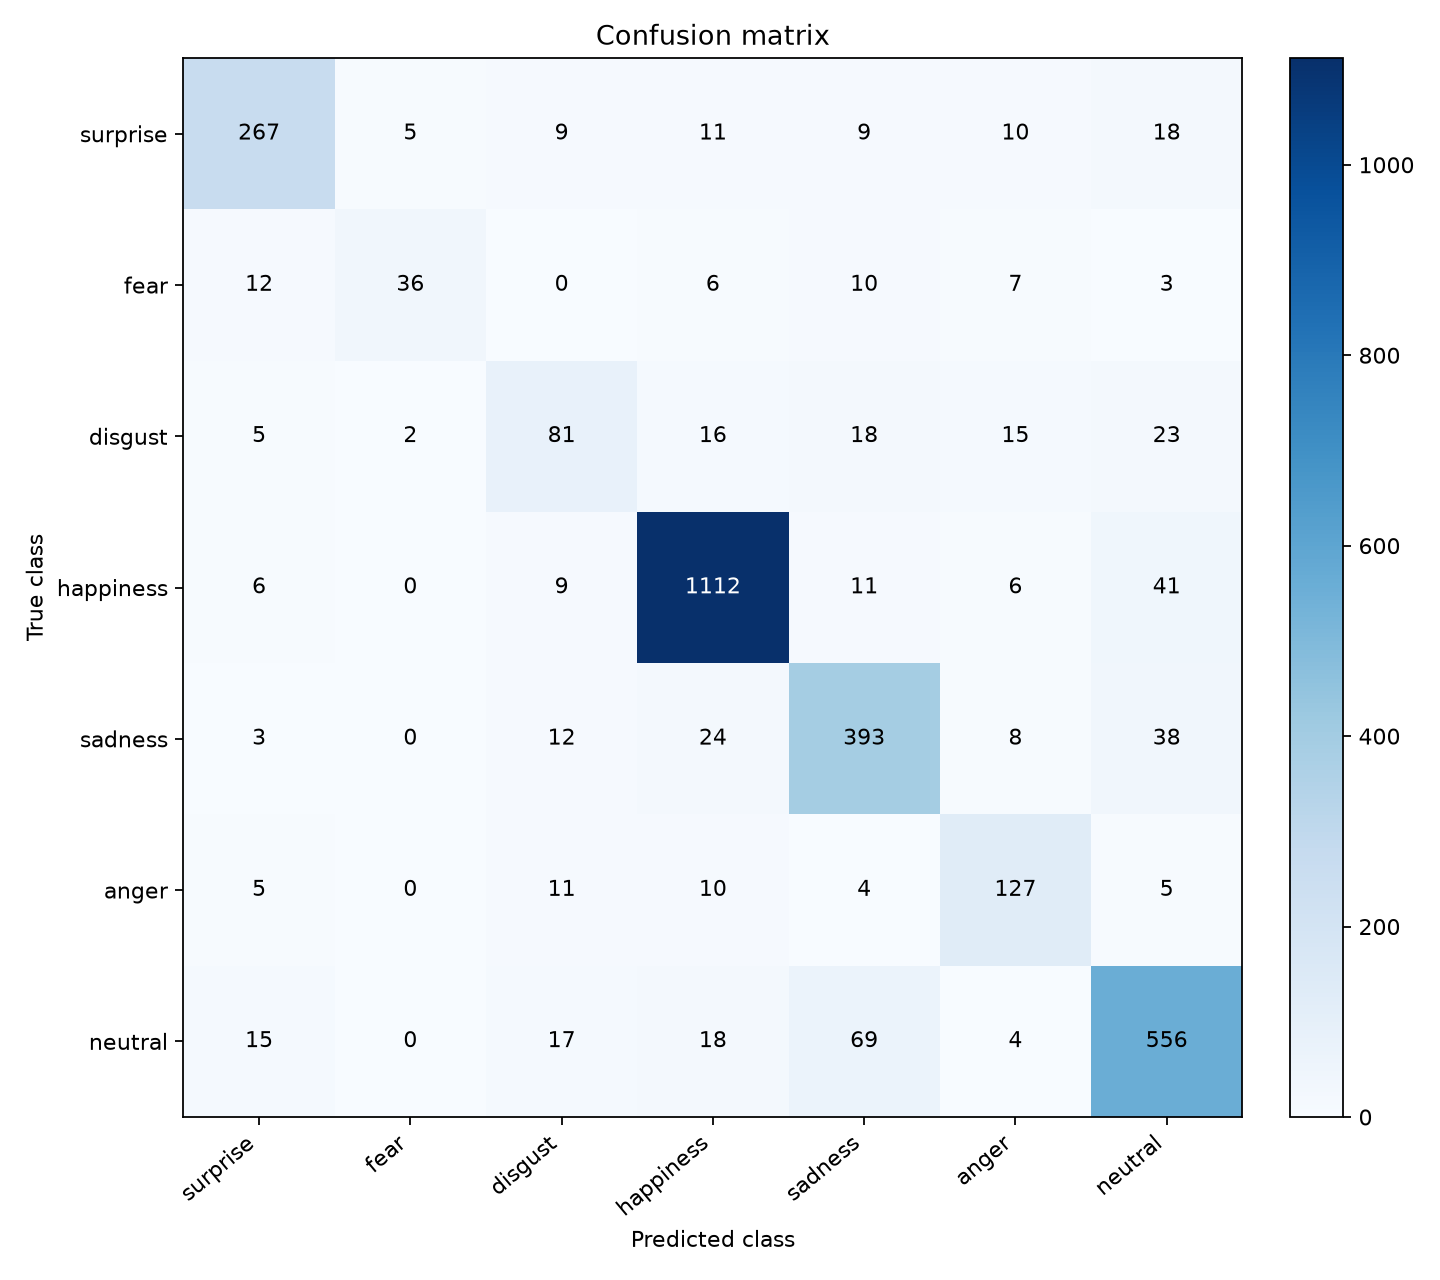 Confusion matrix
surprise 267 5 9 11 9 10 18
fear 12 36 0 6 10 7 3
disgust 5 2 81 16 18 15 23
happiness 6 0 9 1112 11 6 41
sadness 3 0 12 24 393 8 38
anger 5 0 11 10 4 127 5
neutral 15 0 17 18 69 4 556
True class
surprise fear disgust happiness sadness anger neutral
Predicted class
1000
800
600
400
200
0